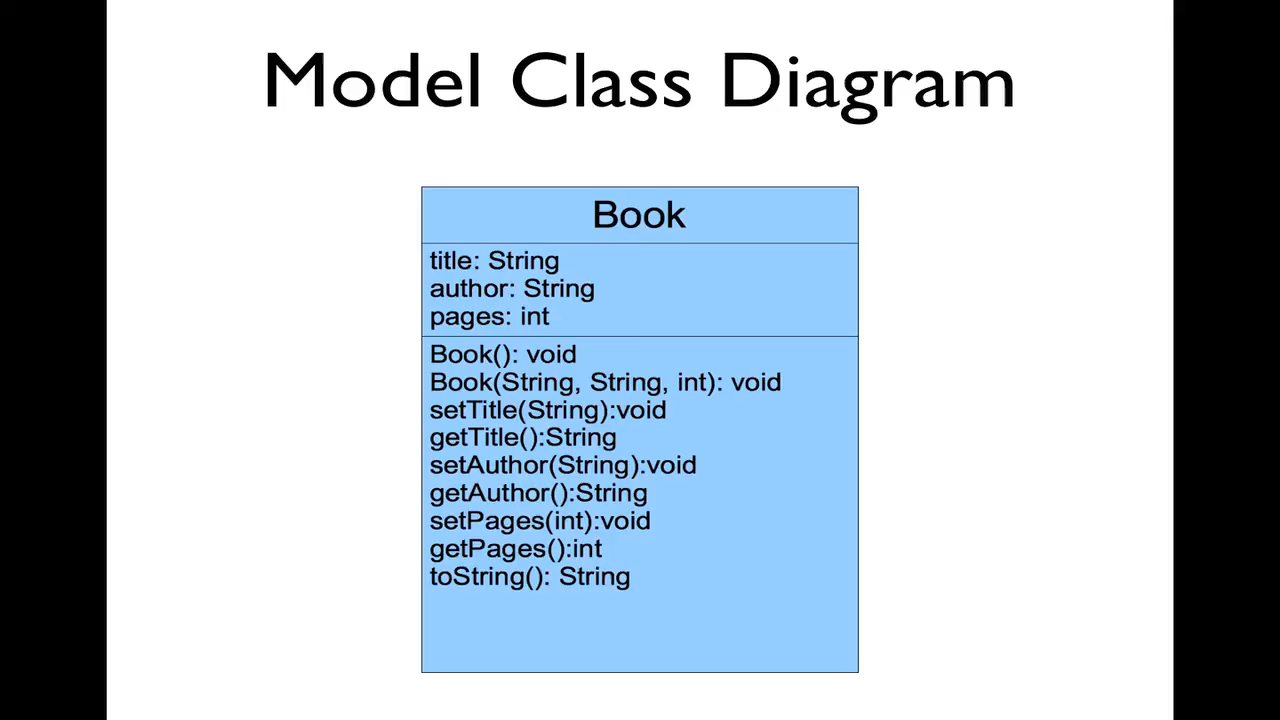 Model Class Diagram
Book
title: String
author: String
pages: int
Book(): void
Book(String, String, int): void
setTitle(String):void
getTitle():String
setAuthor(String):void
getAuthor():String
setPages(int):void
getPages():int
toString(): String